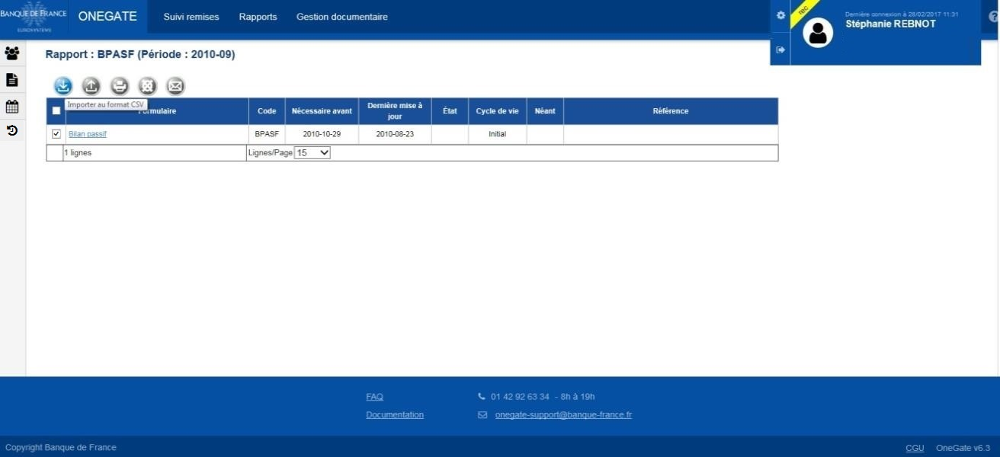 BANQUE DE FRANCE
EUROSYSTÈME
ONEGATE
Suivi remises
Rapports
Gestion documentaire
rec
Dernière connexion à 28/02/2017 11:31
Stéphanie REBNOT
Rapport : BPASF (Période : 2010-09)
Importer au format CSV
Formulaire Code Nécessaire avant Dernière mise à jour État Cycle de vie Néant Référence
Bilan passif BPASF 2010-10-29 2010-08-23 Initial
1 lignes Lignes/Page 15
FAQ 01 42 92 63 34 - 8h à 19h
Documentation onegate-support@banque-france.fr
Copyright Banque de France CGU OneGate v6.3